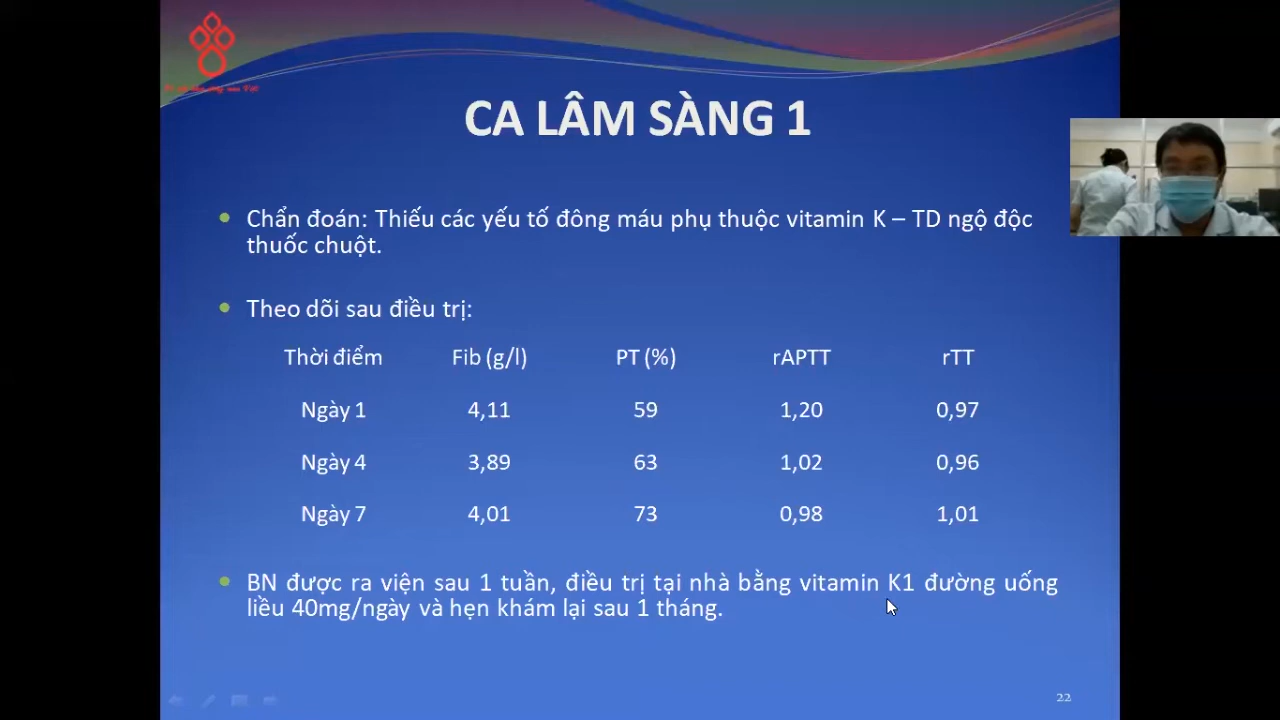 CA LÂM SÀNG 1
Chẩn đoán: Thiếu các yếu tố đông máu phụ thuộc vitamin K – TD ngộ độc
thuốc chuột.
Theo dõi sau điều trị:
Thời điểm Fib (g/l) PT (%) rAPTT rTT
Ngày 1 4,11 59 1,20 0,97
Ngày 4 3,89 63 1,02 0,96
Ngày 7 4,01 73 0,98 1,01
BN được ra viện sau 1 tuần, điều trị tại nhà bằng vitamin K1 đường uống
liều 40mg/ngày và hẹn khám lại sau 1 tháng.
22